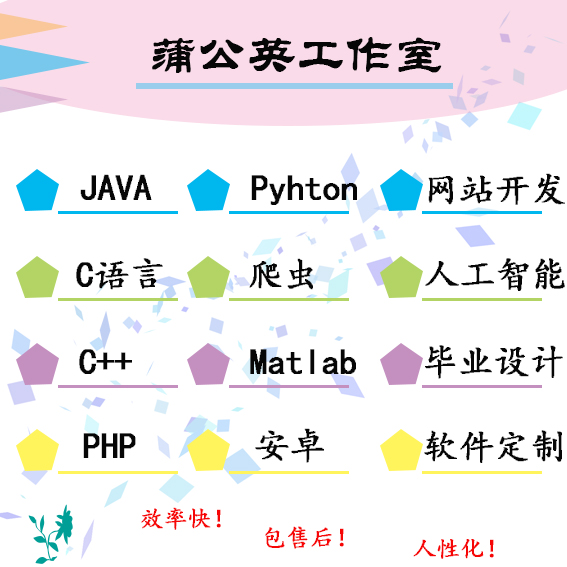 蒲公英工作室
JAVA Pyhton 网站开发
C语言 爬虫 人工智能
C++ Matlab 毕业设计
PHP 安卓 软件定制
效率快！
包售后！
人性化！